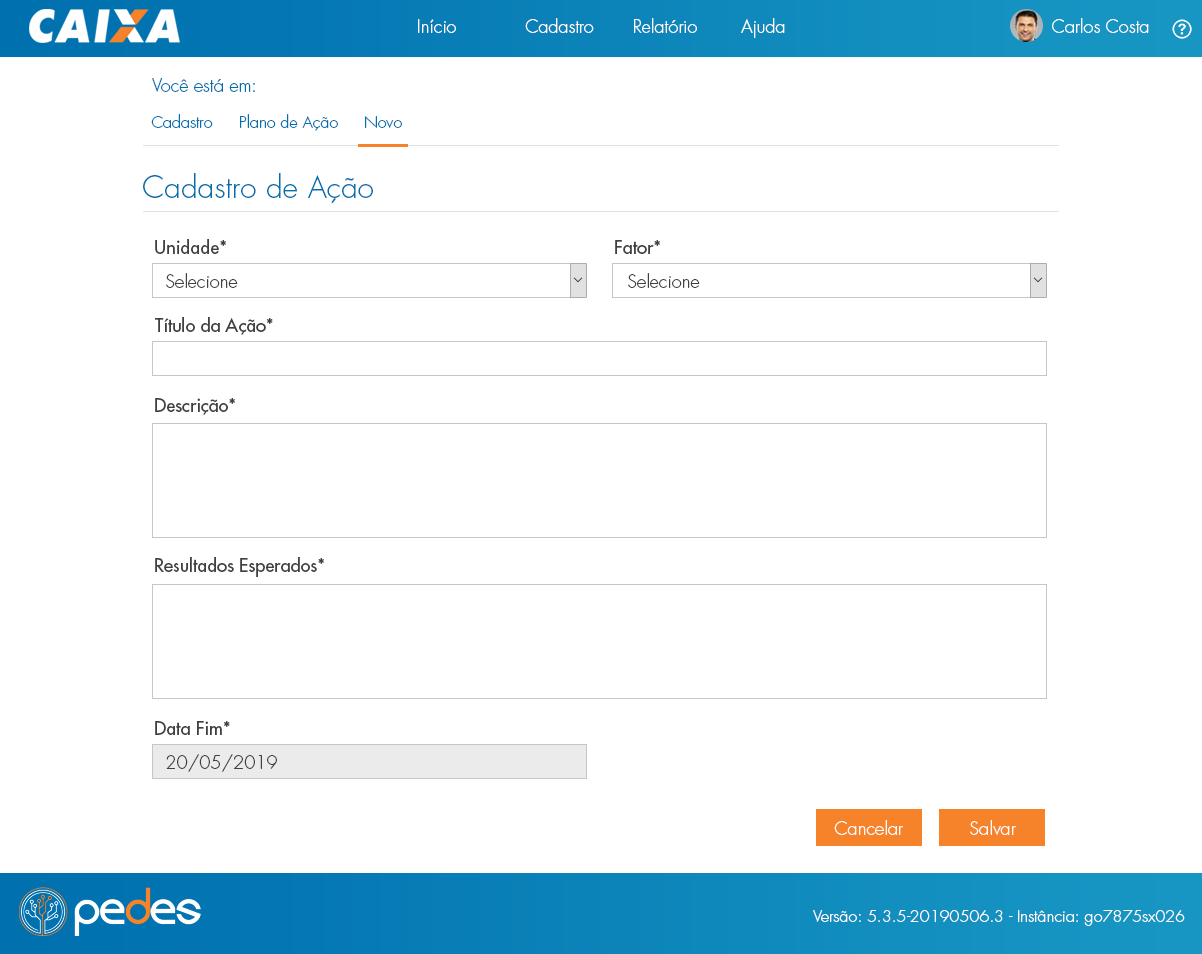 CAIXA Início Cadastro Relatório Ajuda Carlos Costa ?
Você está em:
Cadastro Plano de Ação Novo
Cadastro de Ação
Unidade* Fator*
Selecione Selecione
Título da Ação*
Descrição*
Resultados Esperados*
Data Fim*
20/05/2019
Cancelar Salvar
pedes Versão: 5.3.5-20190506.3 - Instância: go7875sx026